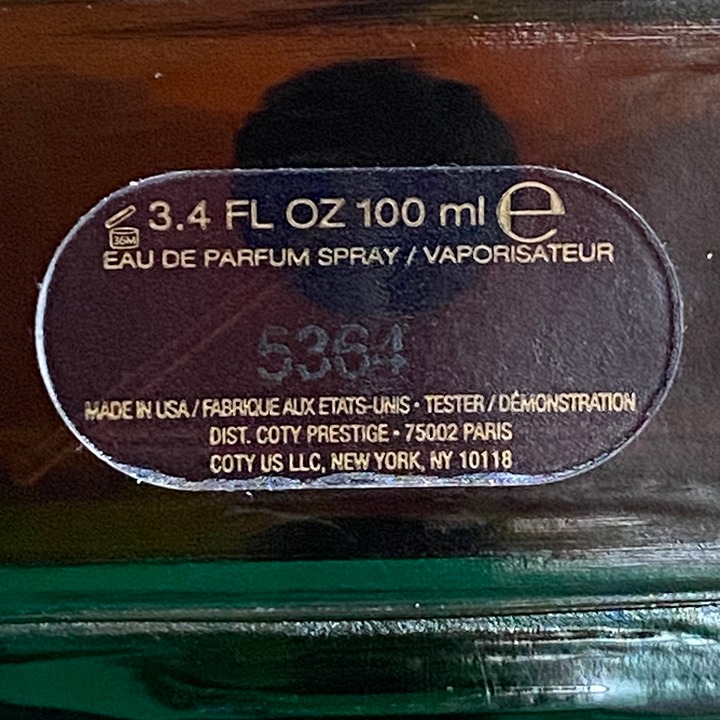 3.4 FL OZ 100 ml ℮
36M
EAU DE PARFUM SPRAY / VAPORISATEUR
5364
MADE IN USA / FABRIQUE AUX ETATS-UNIS • TESTER / DÉMONSTRATION
DIST. COTY PRESTIGE • 75002 PARIS
COTY US LLC, NEW YORK, NY 10118